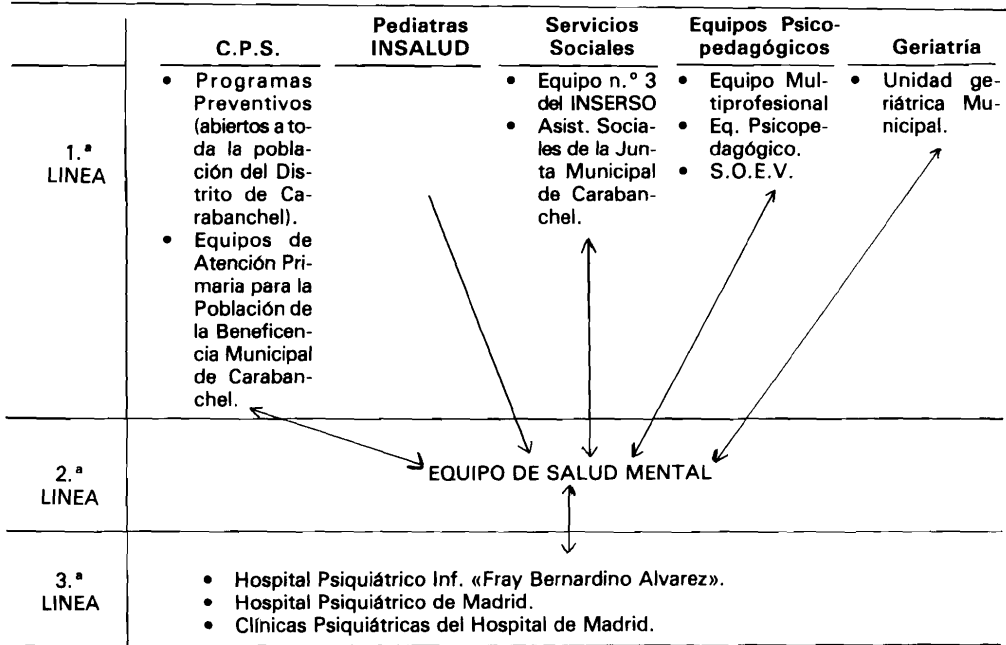 C.P.S.
Pediatras
INSALUD
Servicios
Sociales
Equipos Psico-
pedagógicos
Geriatría
1.ª
LINEA
• Programas
Preventivos
(abiertos a to-
da la pobla-
ción del Dis-
trito de Ca-
rabanchel).
• Equipos de
Atención Pri-
maria para la
Población de
la Beneficen-
cia Municipal
de Caraban-
chel.
• Equipo n.º 3
del INSERSO
• Asist. Socia-
les de la Jun-
ta Municipal
de Caraban-
chel.
• Equipo Mul-
tiprofesional
• Eq. Psicope-
dagógico.
• S.O.E.V.
• Unidad ge-
riátrica Mu-
nicipal.
2.ª
LINEA
EQUIPO DE SALUD MENTAL
3.ª
LINEA
• Hospital Psiquiátrico Inf. «Fray Bernardino Alvarez».
• Hospital Psiquiátrico de Madrid.
• Clínicas Psiquiátricas del Hospital de Madrid.